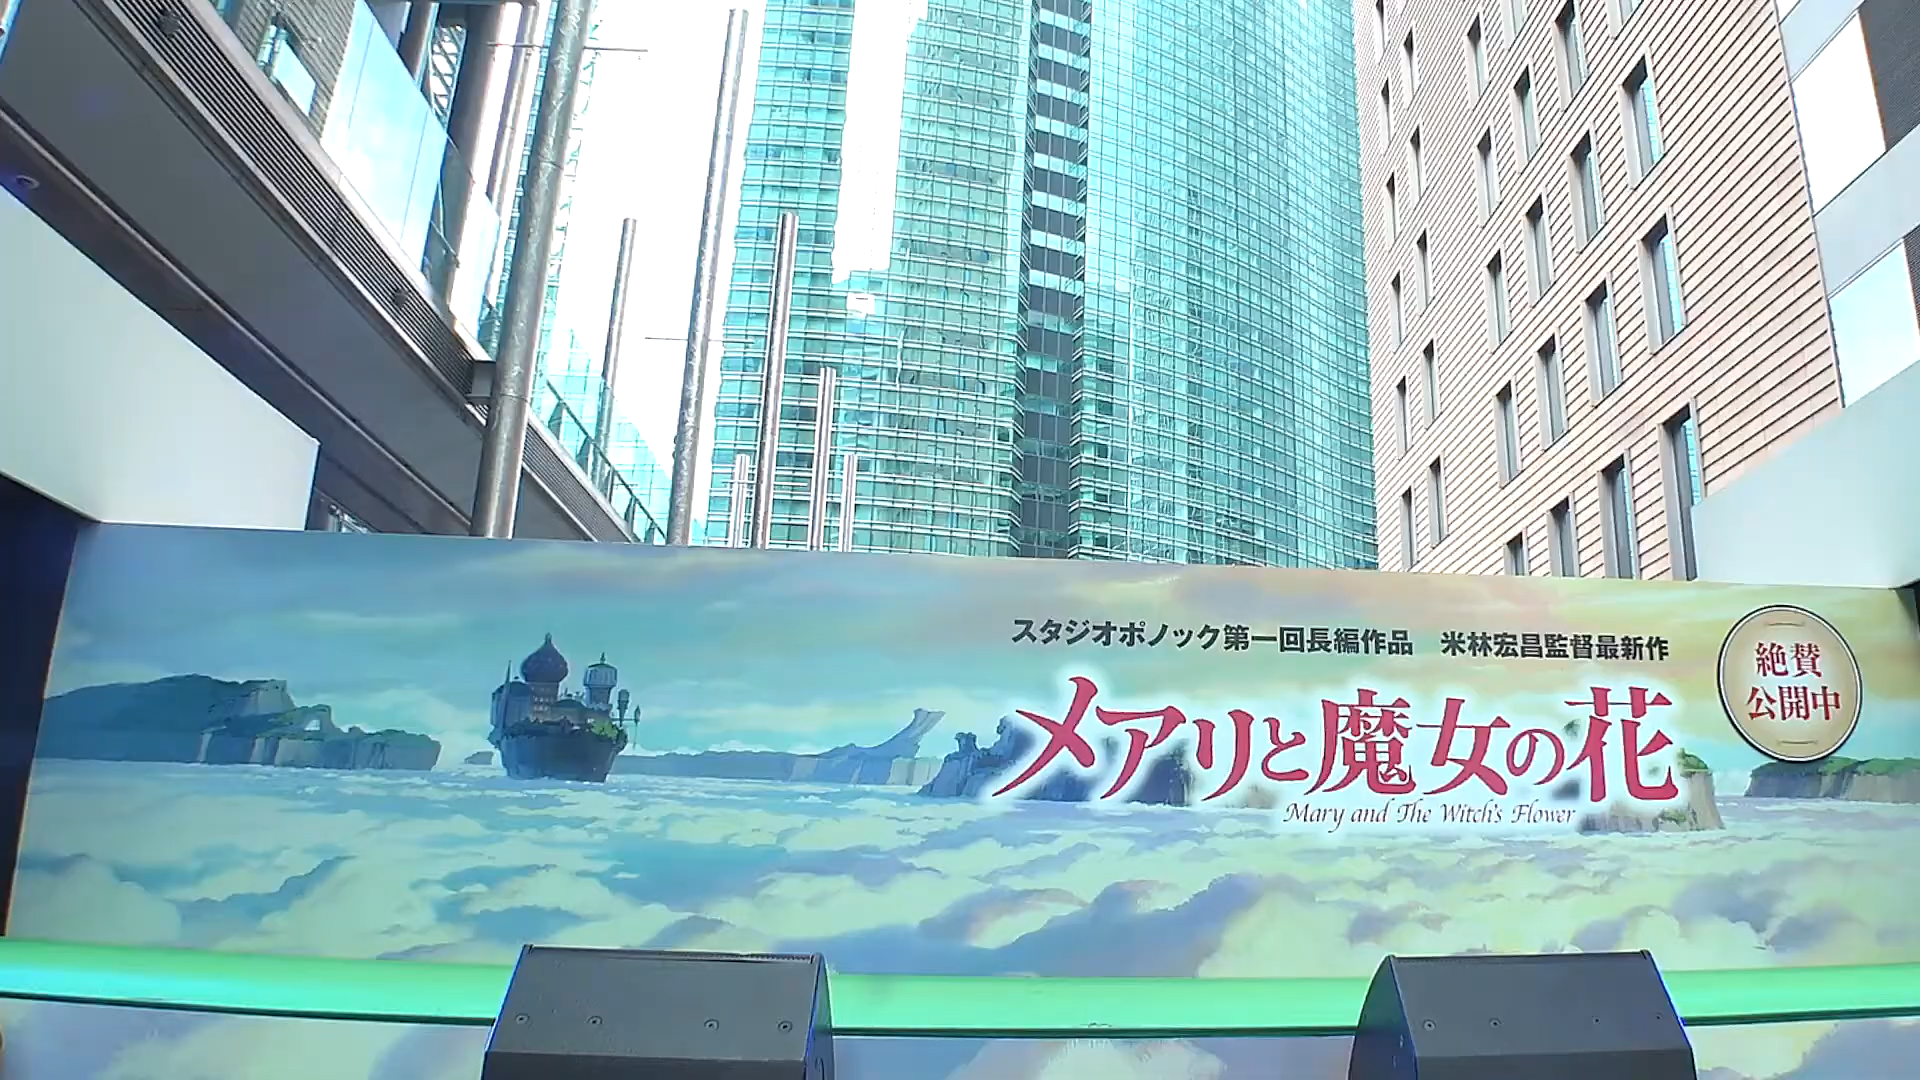 スタジオポノック第一回長編作品　米林宏昌監督最新作
メアリと魔女の花
Mary and The Witch's Flower
絶賛
公開中